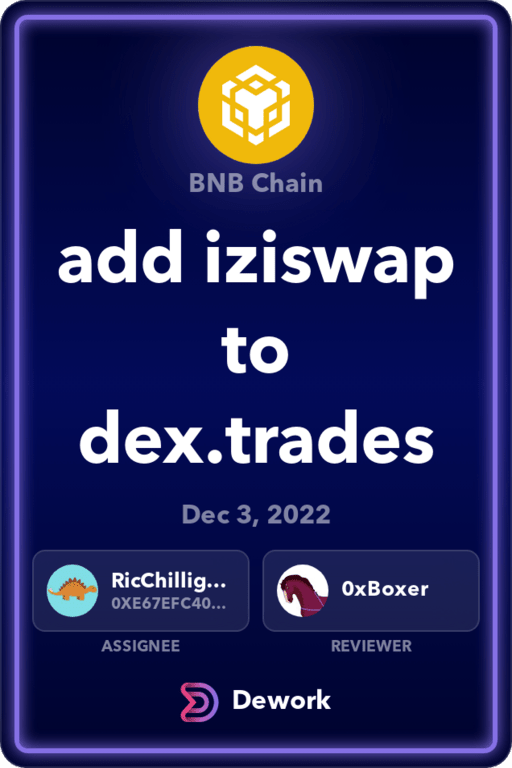 BNB Chain
add iziswap
to
dex.trades
Dec 3, 2022
RicChillig...
0XE67EFC40...
ASSIGNEE
0xBoxer
REVIEWER
Dework